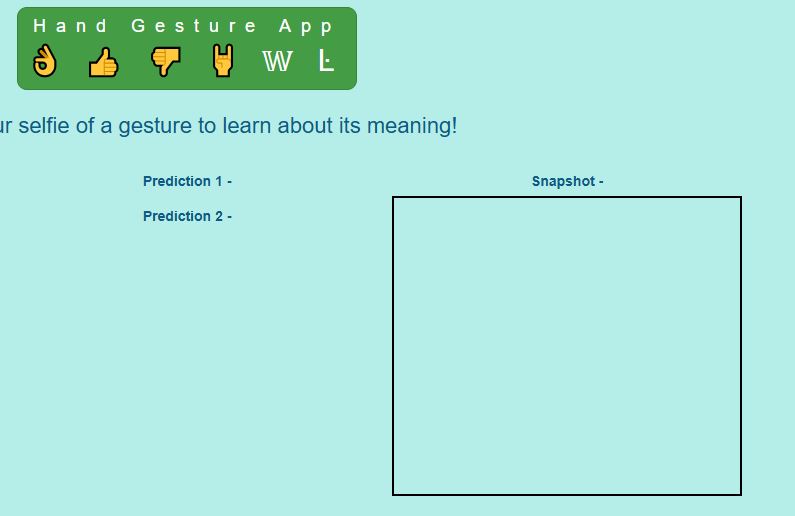 Hand Gesture App
👌 👍 👎 🤘 𝕎 Ŀ
ur selfie of a gesture to learn about its meaning!
Prediction 1 -
Snapshot -
Prediction 2 -